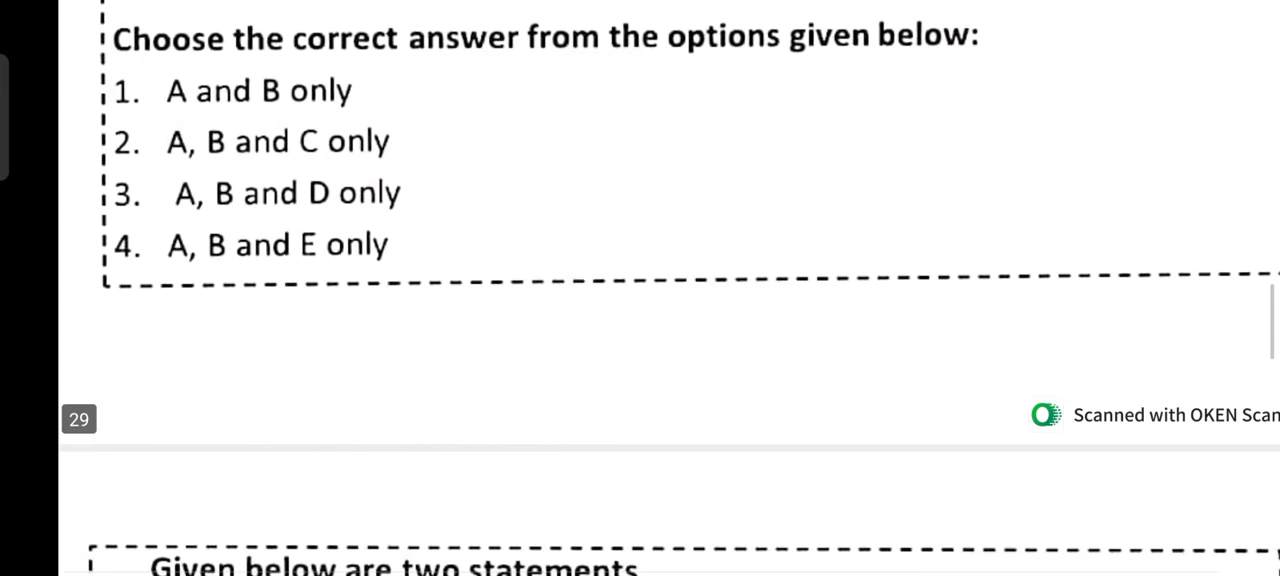 Choose the correct answer from the options given below:
1. A and B only
2. A, B and C only
3. A, B and D only
4. A, B and E only
29
Scanned with OKEN Scan
Given below are two statements